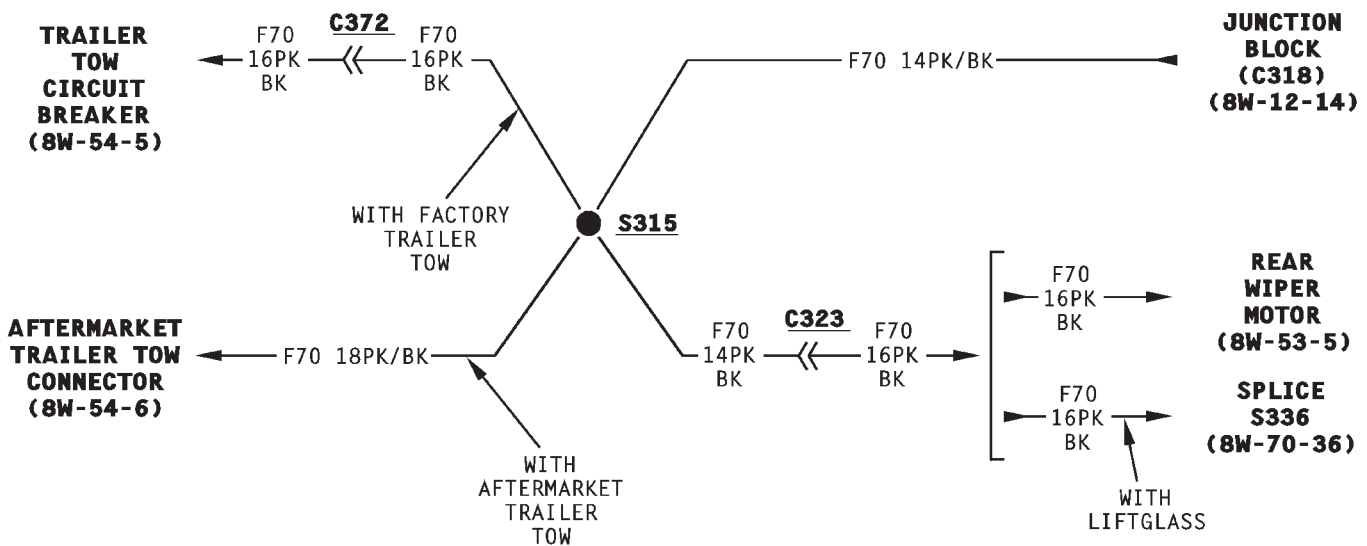 TRAILER
TOW
CIRCUIT
BREAKER
(8W-54-5)
F70
16PK
BK
C372
F70
16PK
BK
F70 14PK/BK
JUNCTION
BLOCK
(C318)
(8W-12-14)
WITH FACTORY
TRAILER
TOW
S315
AFTERMARKET
TRAILER TOW
CONNECTOR
(8W-54-6)
F70 18PK/BK
WITH
AFTERMARKET
TRAILER
TOW
F70
14PK
BK
C323
F70
16PK
BK
F70
16PK
BK
REAR
WIPER
MOTOR
(8W-53-5)
F70
16PK
BK
SPLICE
S336
(8W-70-36)
WITH
LIFTGLASS